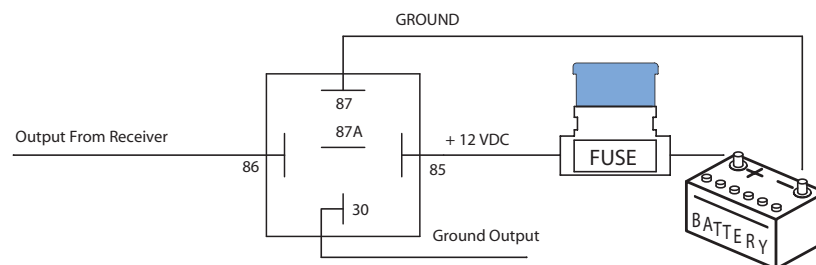 GROUND
87
87A
Output From Receiver
86
+ 12 VDC
85
FUSE
30
Ground Output
+
-
BATTERY